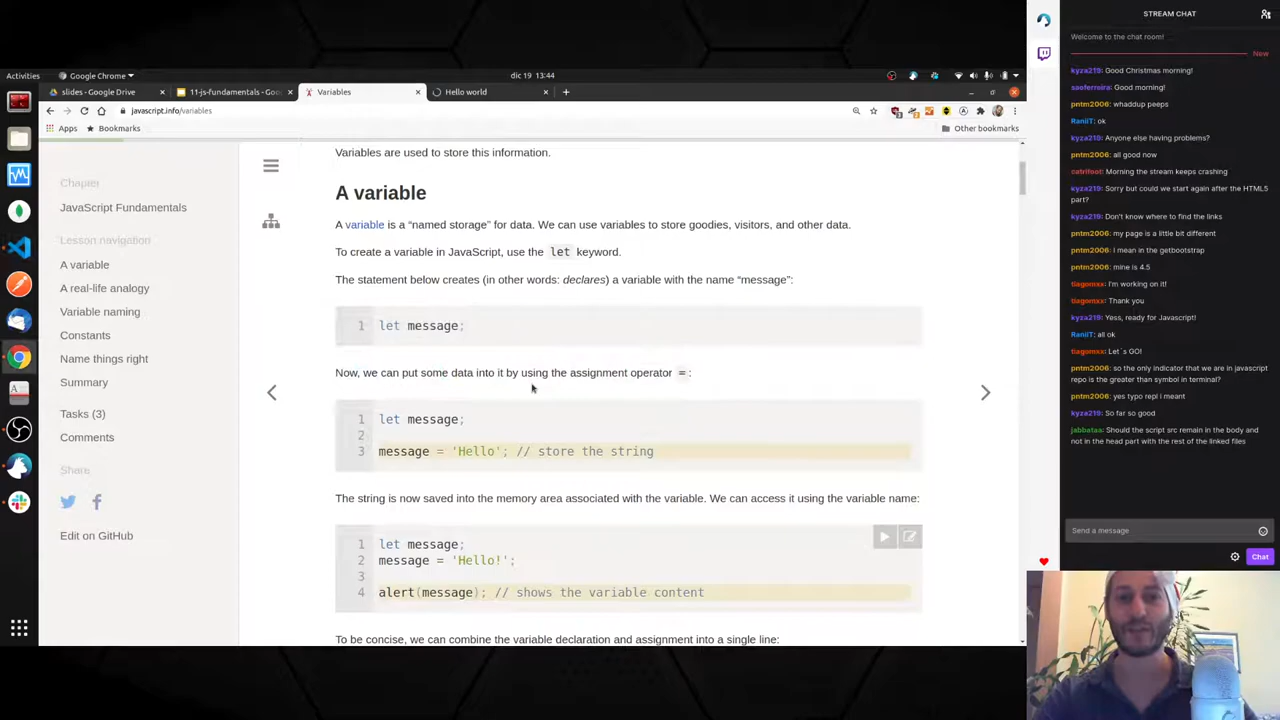 Activities
Google Chrome
dic 19 13:44
slides - Google Drive
11-js-fundamentals - Goo
Variables
Hello world
javascript.info/variables
Apps
Bookmarks
Other bookmarks
Chapter
JavaScript Fundamentals
Lesson navigation
A variable
A real-life analogy
Variable naming
Constants
Name things right
Summary
Tasks (3)
Comments
Share
Edit on GitHub
Variables are used to store this information.
A variable
A variable is a “named storage” for data. We can use variables to store goodies, visitors, and other data.
To create a variable in JavaScript, use the let keyword.
The statement below creates (in other words: declares) a variable with the name “message”:
1 let message;
Now, we can put some data into it by using the assignment operator =:
1 let message;
2
3 message = 'Hello'; // store the string
The string is now saved into the memory area associated with the variable. We can access it using the variable name:
1 let message;
2 message = 'Hello!';
3
4 alert(message); // shows the variable content
To be concise, we can combine the variable declaration and assignment into a single line:
STREAM CHAT
Welcome to the chat room!
New
kyza219: Good Christmas morning!
saoferreira: Good morning!
pntm2006: whaddup peeps
RaniIT: ok
kyza219: Anyone else having problems?
pntm2006: all good now
cetrifoot: Morning the stream keeps crashing
kyza219: Sorry but could we start again after the HTML5
part?
kyza219: Don't know where to find the links
pntm2006: my page is a little bit different
pntm2006: i mean in the getbootstrap
pntm2006: mine is 4.5
tiagomxx: I'm working on it!
tiagomxx: Thank you
kyza219: Yess, ready for Javascript!
RaniIT: all ok
tiagomxx: Let´s GO!
pntm2006: so the only indicator that we are in javascript
repo is the greater than symbol in terminal?
pntm2006: yes typo repl i meant
kyza219: So far so good
jabbataa: Should the script src remain in the body and
not in the head part with the rest of the linked files
Send a message
Chat